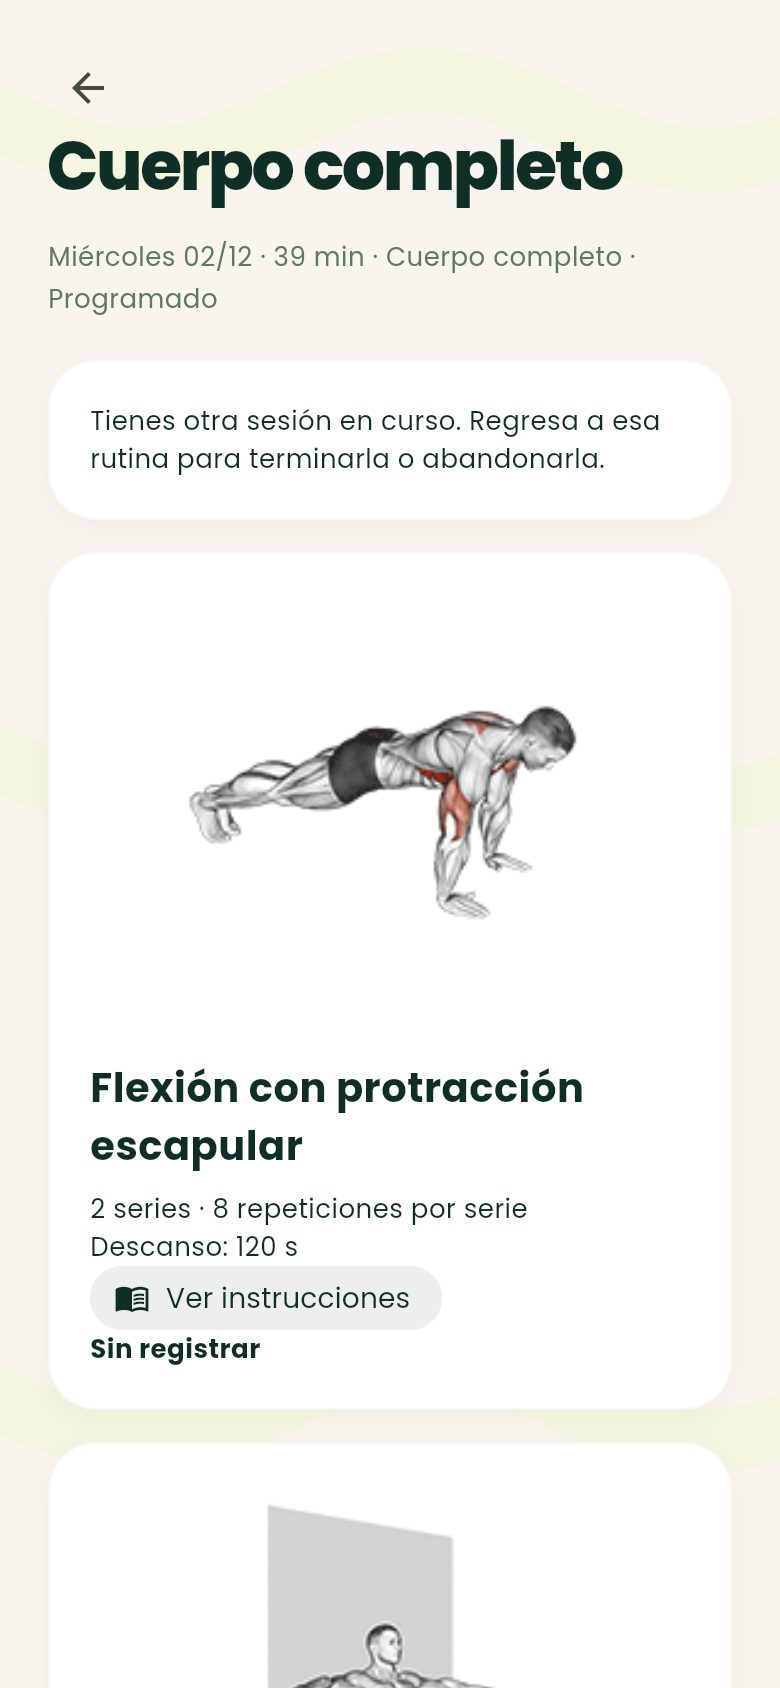 Cuerpo completo
Miércoles 02/12 · 39 min · Cuerpo completo ·
Programado
Tienes otra sesión en curso. Regresa a esa
rutina para terminarla o abandonarla.
Flexión con protracción
escapular
2 series · 8 repeticiones por serie
Descanso: 120 s
Ver instrucciones
Sin registrar